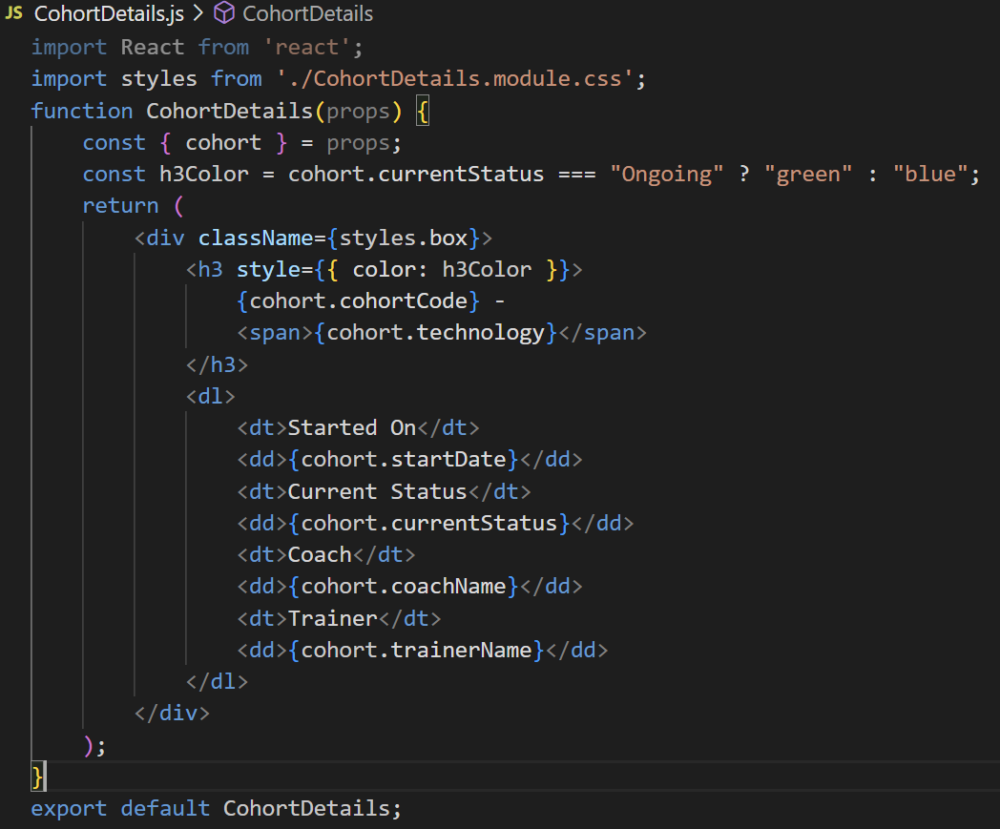 JS CohortDetails.js > CohortDetails
import React from 'react';
import styles from './CohortDetails.module.css';
function CohortDetails(props) {
    const { cohort } = props;
    const h3Color = cohort.currentStatus === "Ongoing" ? "green" : "blue";
    return (
        <div className={styles.box}>
            <h3 style={{ color: h3Color }}>
                {cohort.cohortCode} -
                <span>{cohort.technology}</span>
            </h3>
            <dl>
                <dt>Started On</dt>
                <dd>{cohort.startDate}</dd>
                <dt>Current Status</dt>
                <dd>{cohort.currentStatus}</dd>
                <dt>Coach</dt>
                <dd>{cohort.coachName}</dd>
                <dt>Trainer</dt>
                <dd>{cohort.trainerName}</dd>
            </dl>
        </div>
    );
}
export default CohortDetails;